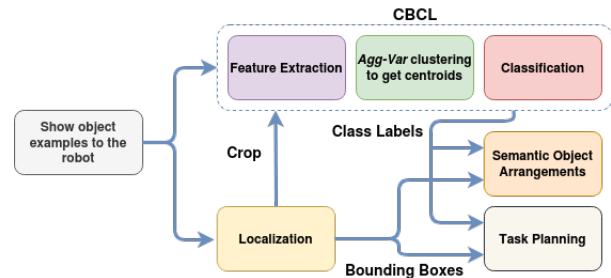 CBCL
Feature Extraction
Agg-Var clustering
to get centroids
Classification
Show object
examples to the
robot
Crop
Class Labels
Semantic Object
Arrangements
Localization
Task Planning
Bounding Boxes